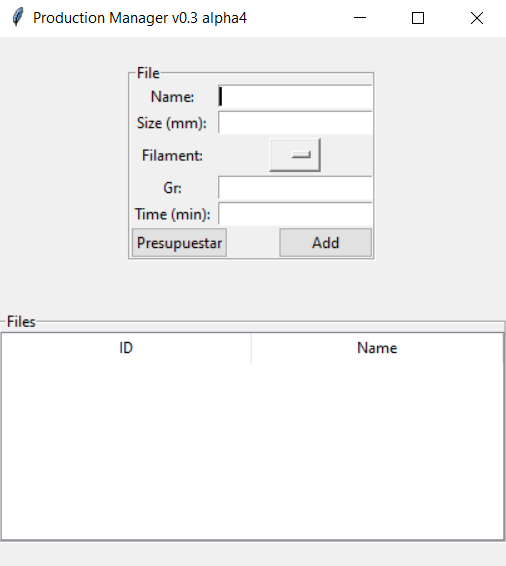 Production Manager v0.3 alpha4
File
Name:
Size (mm):
Filament:
Gr:
Time (min):
Presupuestar Add
Files
ID Name